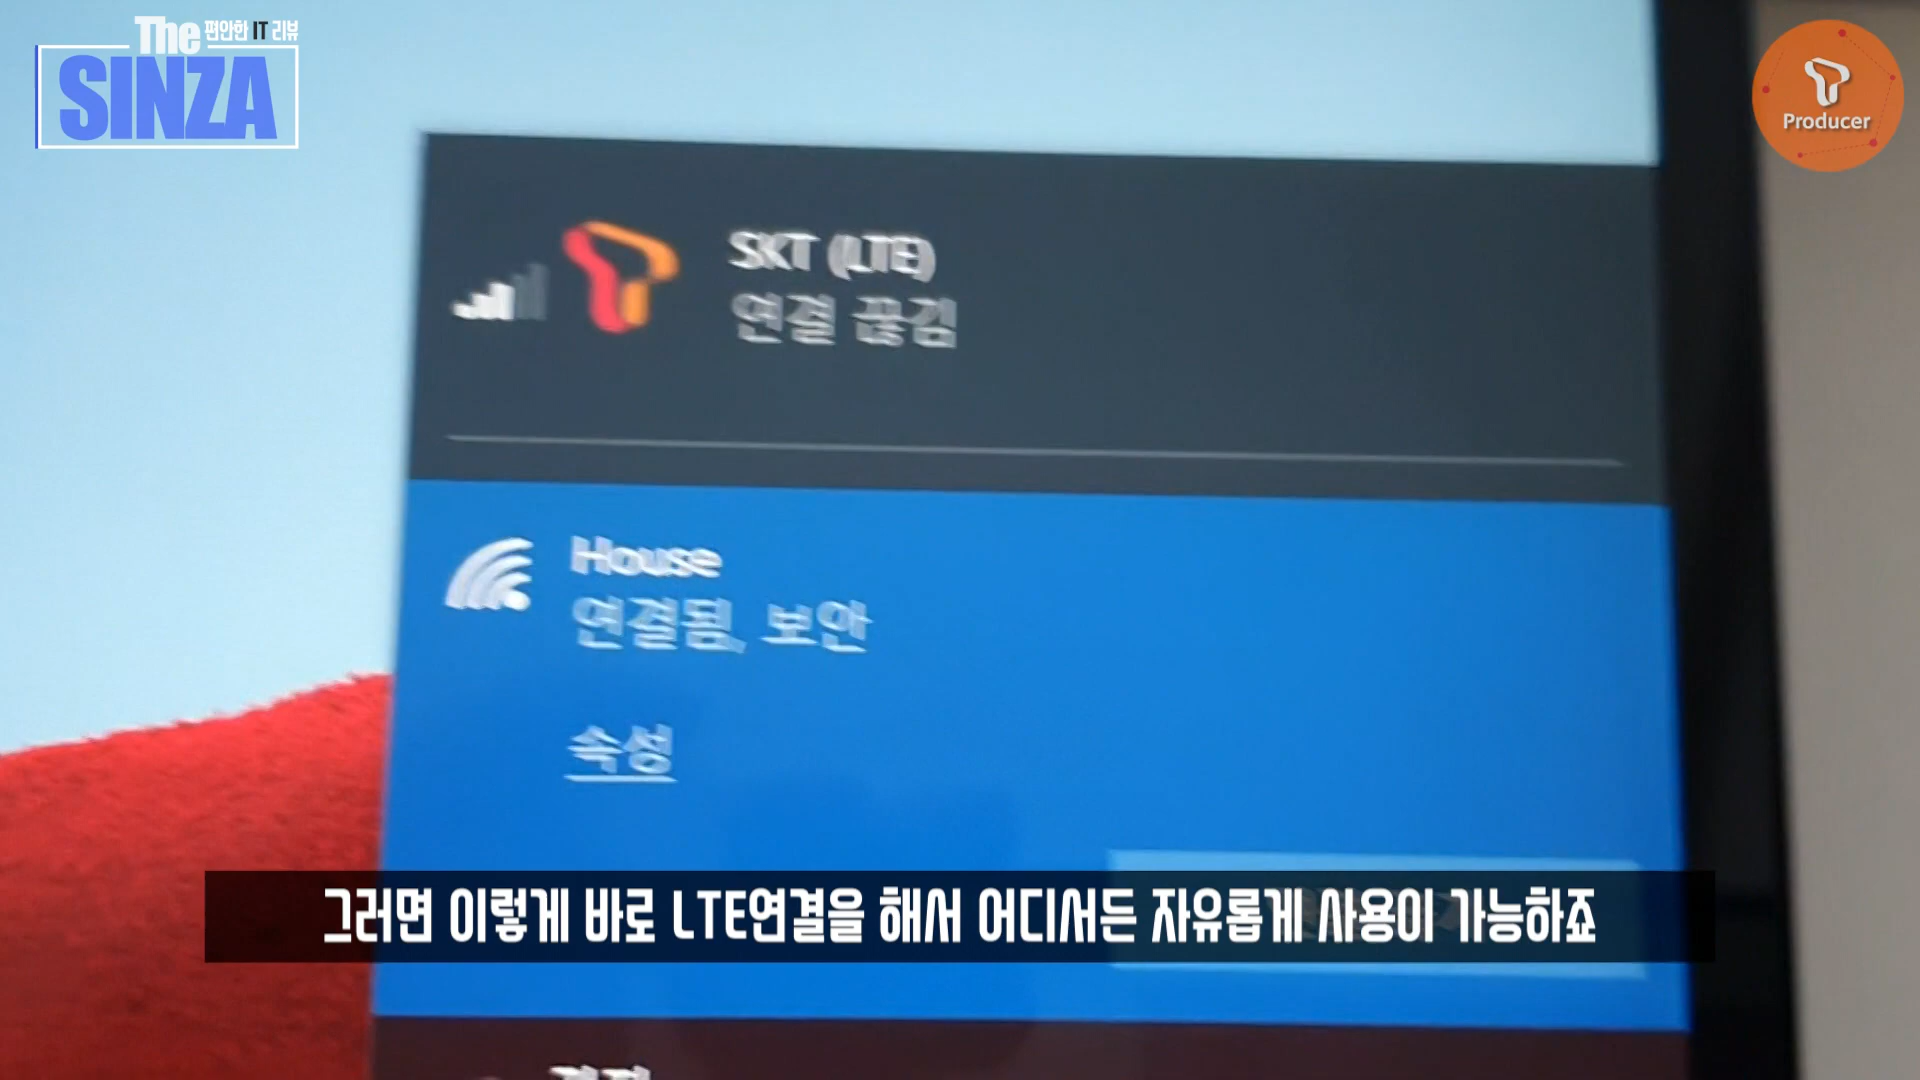 The 편안한 IT 리뷰
SINZA
Producer
SKT (LTE)
연결 끊김
House
연결됨, 보안
속성
그러면 이렇게 바로 LTE연결을 해서 어디서든 자유롭게 사용이 가능하죠